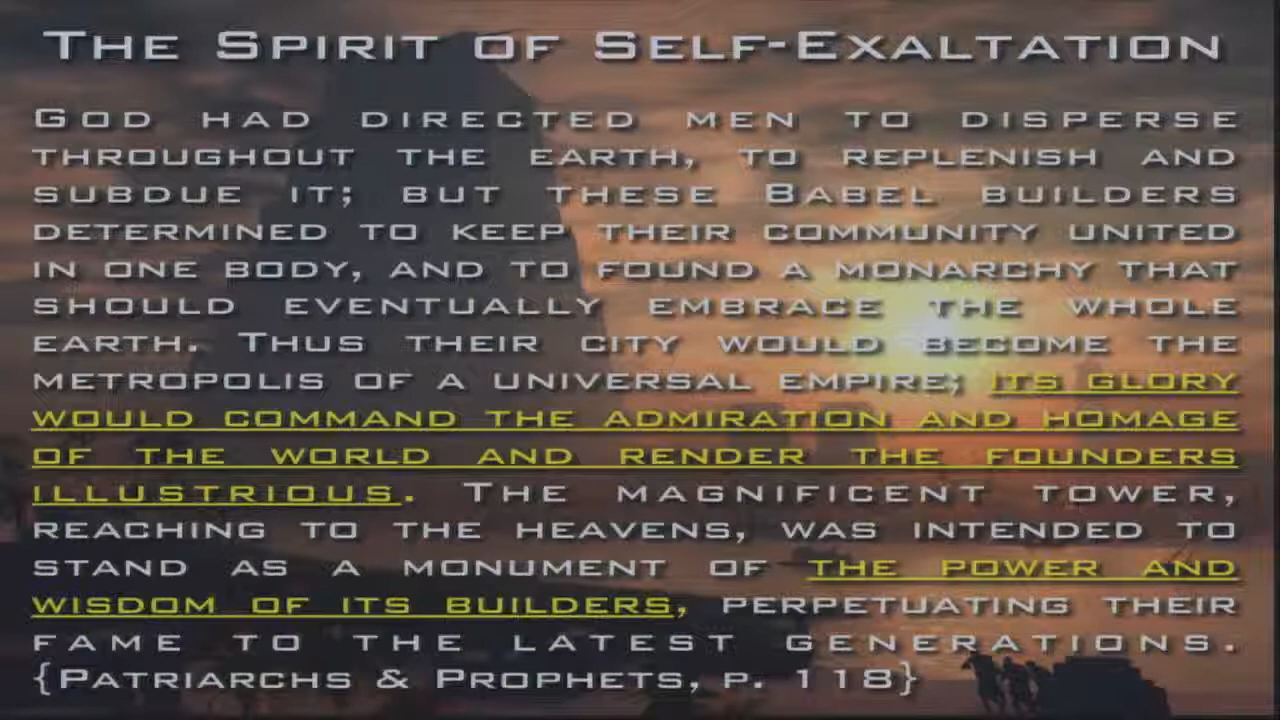 The Spirit of Self-Exaltation
God had directed men to disperse
throughout the earth, to replenish and
subdue it; but these Babel builders
determined to keep their community united
in one body, and to found a monarchy that
should eventually embrace the whole
earth. Thus their city would become the
metropolis of a universal empire; its glory
would command the admiration and homage
of the world and render the founders
illustrious. The magnificent tower,
reaching to the heavens, was intended to
stand as a monument of the power and
wisdom of its builders, perpetuating their
fame to the latest generations.
{Patriarchs & Prophets, p. 118}